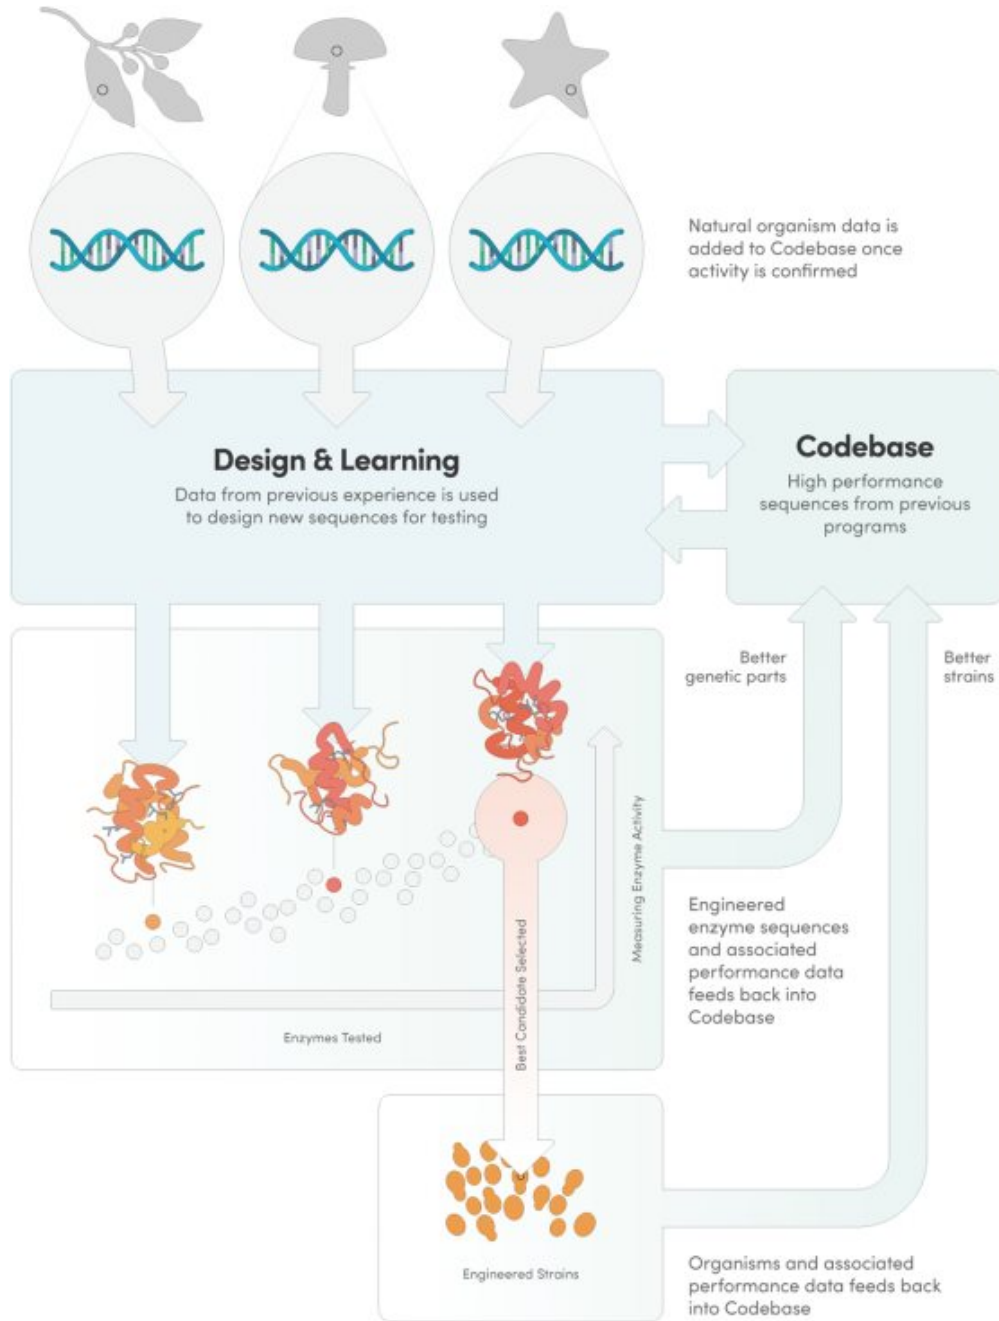 Natural organism data is
added to Codebase once
activity is confirmed
Design & Learning
Data from previous experience is used
to design new sequences for testing
Codebase
High performance
sequences from previous
programs
Better
genetic parts
Better
strains
Measuring Enzyme Activity
Engineered
enzyme sequences
and associated
performance data
feeds back into
Codebase
Enzymes Tested
Best Candidate Selected
Engineered Strains
Organisms and associated
performance data feeds back
into Codebase